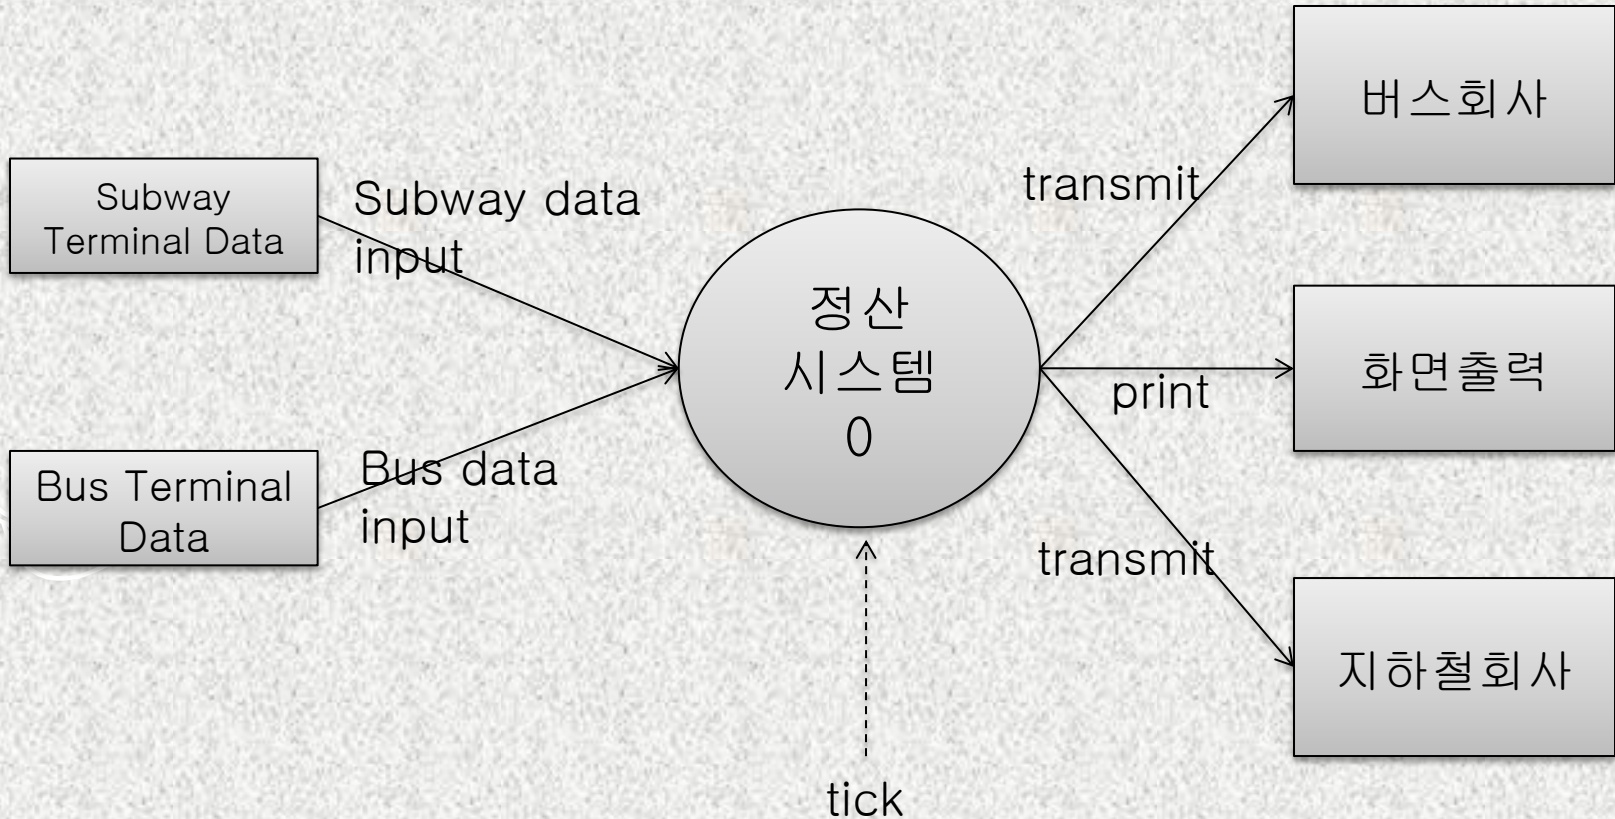 Subway
Terminal Data
Subway data
input
Bus Terminal
Data
Bus data
input
정산
시스템
0
tick
transmit
print
transmit
버스회사
화면출력
지하철회사